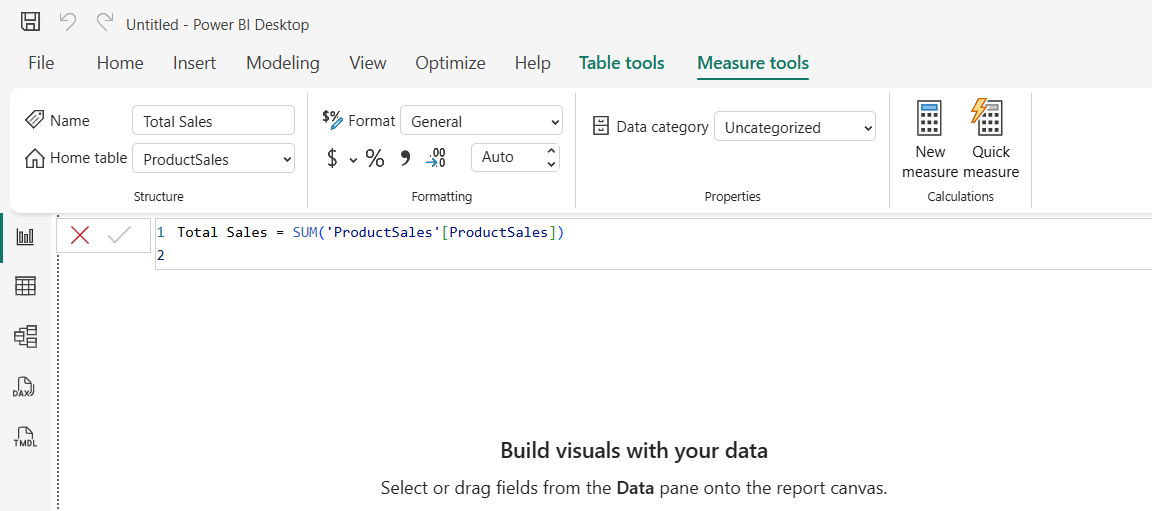 Untitled - Power BI Desktop
File Home Insert Modeling View Optimize Help Table tools Measure tools
Name Total Sales
Home table ProductSales
Structure
$% Format General
$ % , .00 →.0 Auto
Formatting
Data category Uncategorized
Properties
New measure
Quick measure
Calculations
1 Total Sales = SUM('ProductSales'[ProductSales])
2
DAX
TMDL
Build visuals with your data
Select or drag fields from the Data pane onto the report canvas.